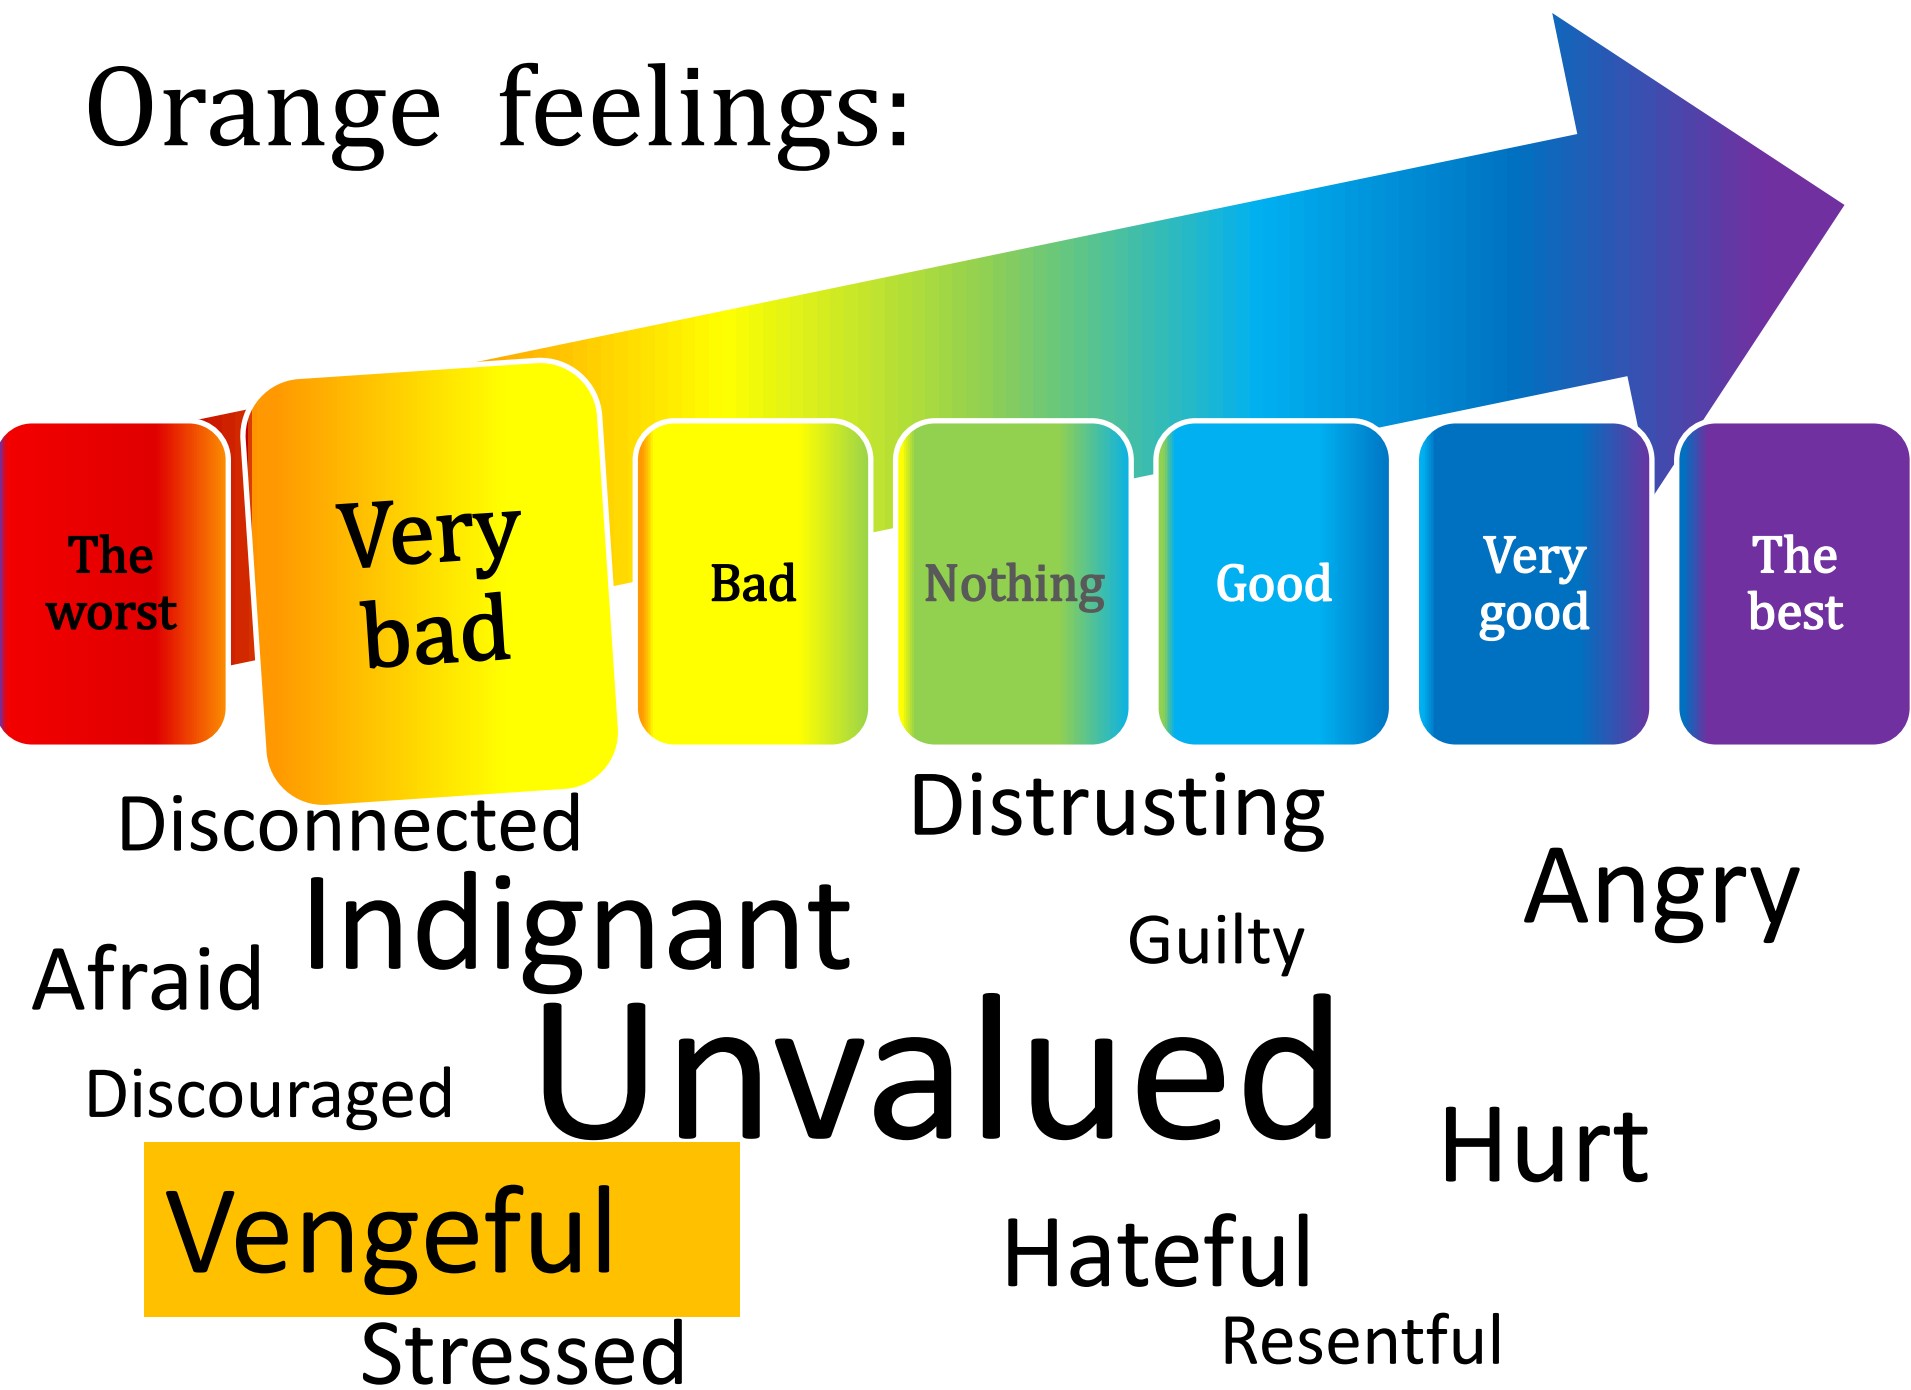 Orange feelings:
The
worst
Very
bad
Bad
Nothing
Good
Very
good
The
best
Disconnected
Distrusting
Angry
Indignant
Guilty
Afraid
Unvalued
Discouraged
Hurt
Vengeful
Hateful
Stressed
Resentful